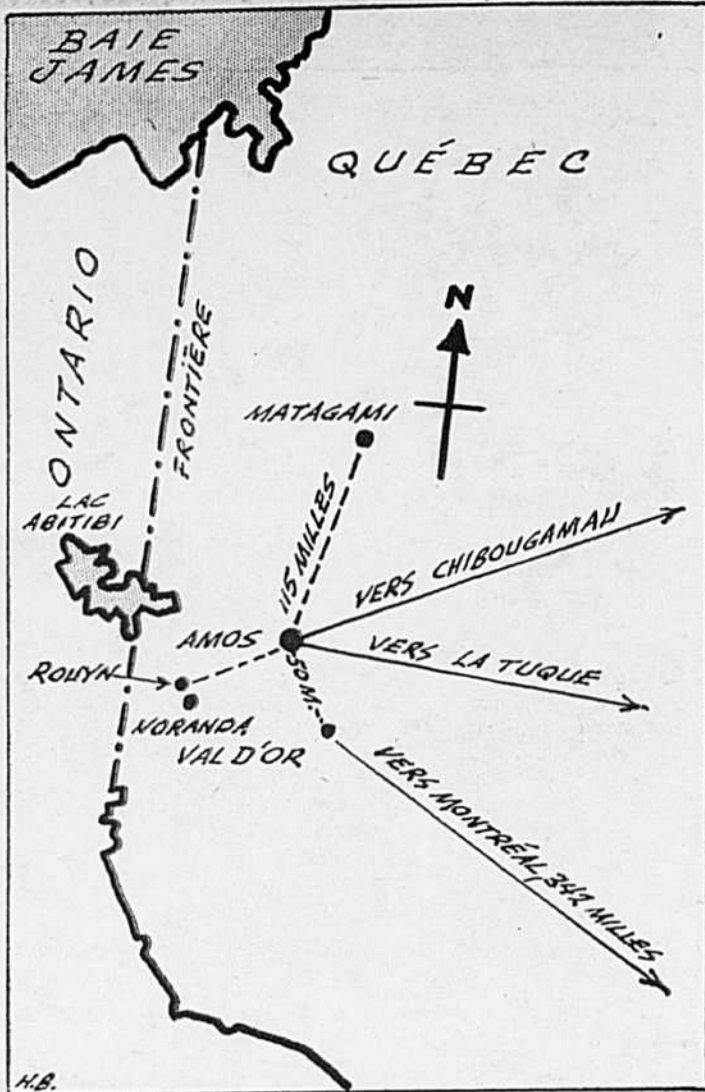 BAIE
JAMES
QUÉBEC
ONTARIO
FRONTIÈRE
N
MATAGAMI
LAC
ABITIBI
115 MILLES
VERS CHIBOUGAMAU
AMOS
VERS LA TUQUE
ROUYN
50 M.
NORANDA
VAL D'OR
VERS MONTRÉAL, 342 MILLES
H.B.